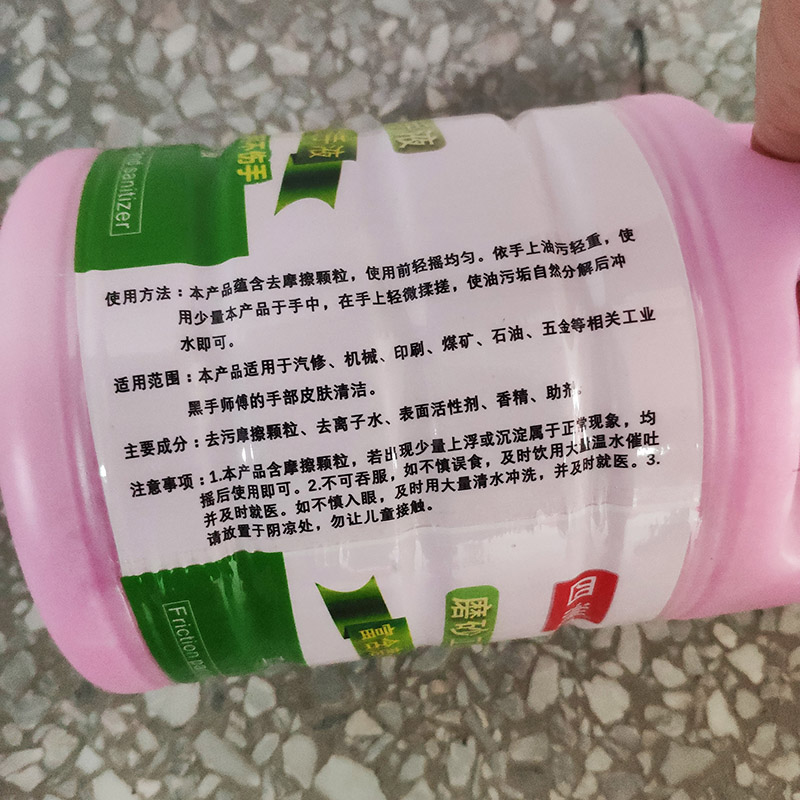 sanitizer
不伤手
液
液
使用方法：本产品蕴含去摩擦颗粒，使用前轻摇均匀。依手上油污轻重，使
用少量本产品于手中，在手上轻微揉搓，使油污垢自然分解后冲
水即可。
适用范围：本产品适用于汽修、机械、印刷、煤矿、石油、五金等相关工业
黑手师傅的手部皮肤清洁。
主要成分：去污摩擦颗粒、去离子水、表面活性剂、香精、助剂。
注意事项：1.本产品含摩擦颗粒，若出现少量上浮或沉淀属于正常现象，均
摇后使用即可。2.不可吞服，如不慎误食，及时饮用大量温水催吐
并及时就医。如不慎入眼，及时用大量清水冲洗，并及时就医。3.
请放置于阴凉处，勿让儿童接触。
Friction pa
富含
磨砂
四